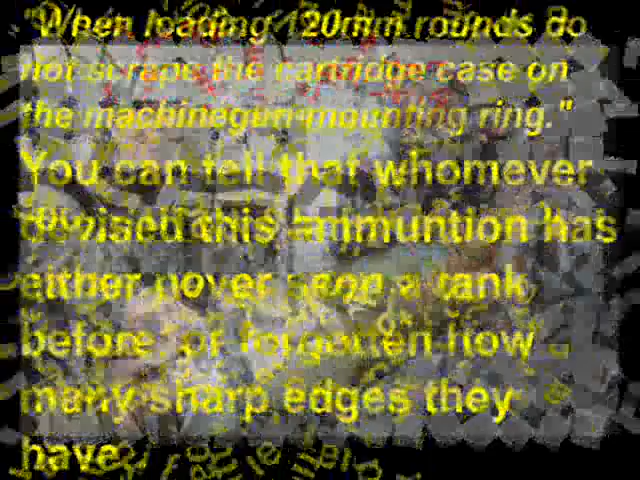 "When loading 120mm rounds do
not scrape the cartridge case on
the machinegun mounting ring."
You can tell that whomever
devised this ammuntion has
either never seen a tank
before, or forgotten how
many sharp edges they
have.